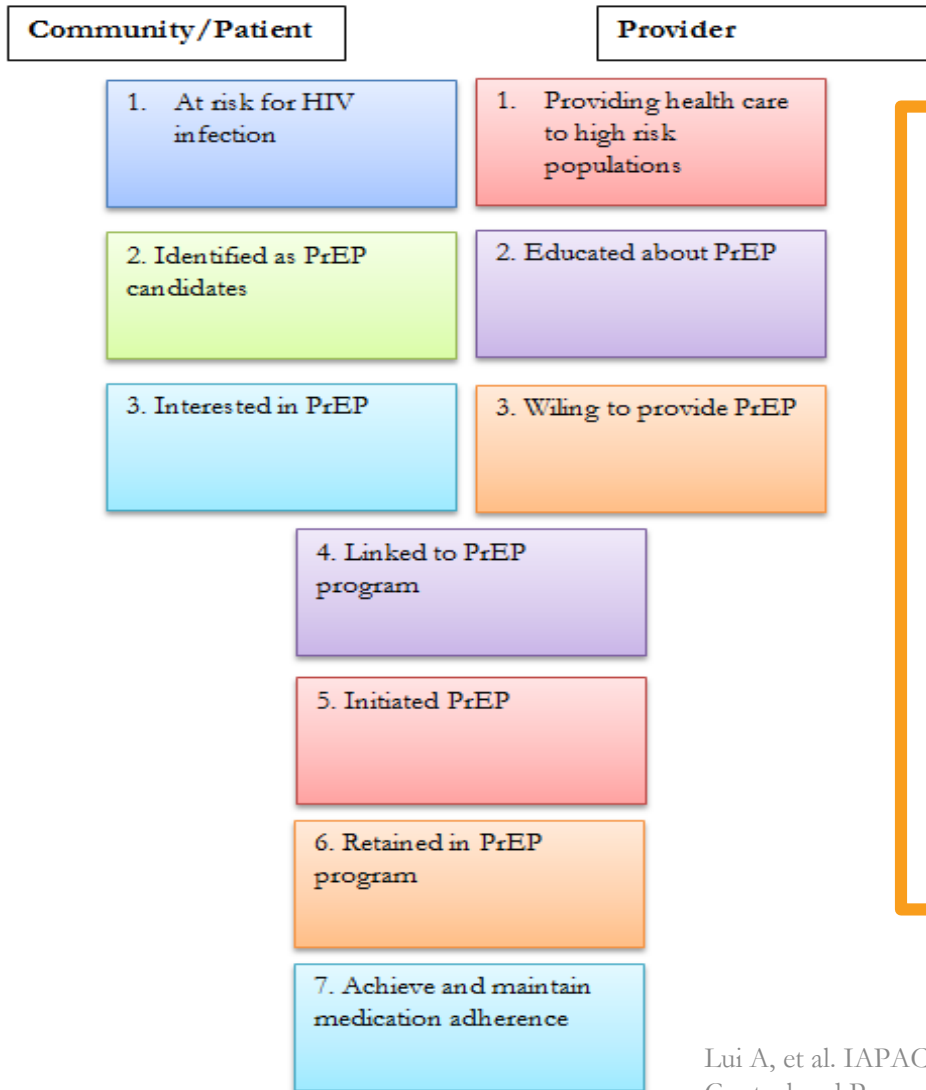 Community/Patient
Provider
1. At risk for HIV
infection
1. Providing health care
to high risk
populations
2. Identified as PrEP
candidates
2. Educated about PrEP
3. Interested in PrEP
3. Wiling to provide PrEP
4. Linked to PrEP
program
5. Initiated PrEP
6. Retained in PrEP
program
7. Achieve and maintain
medication adherence
Lui A, et al. IAPAC